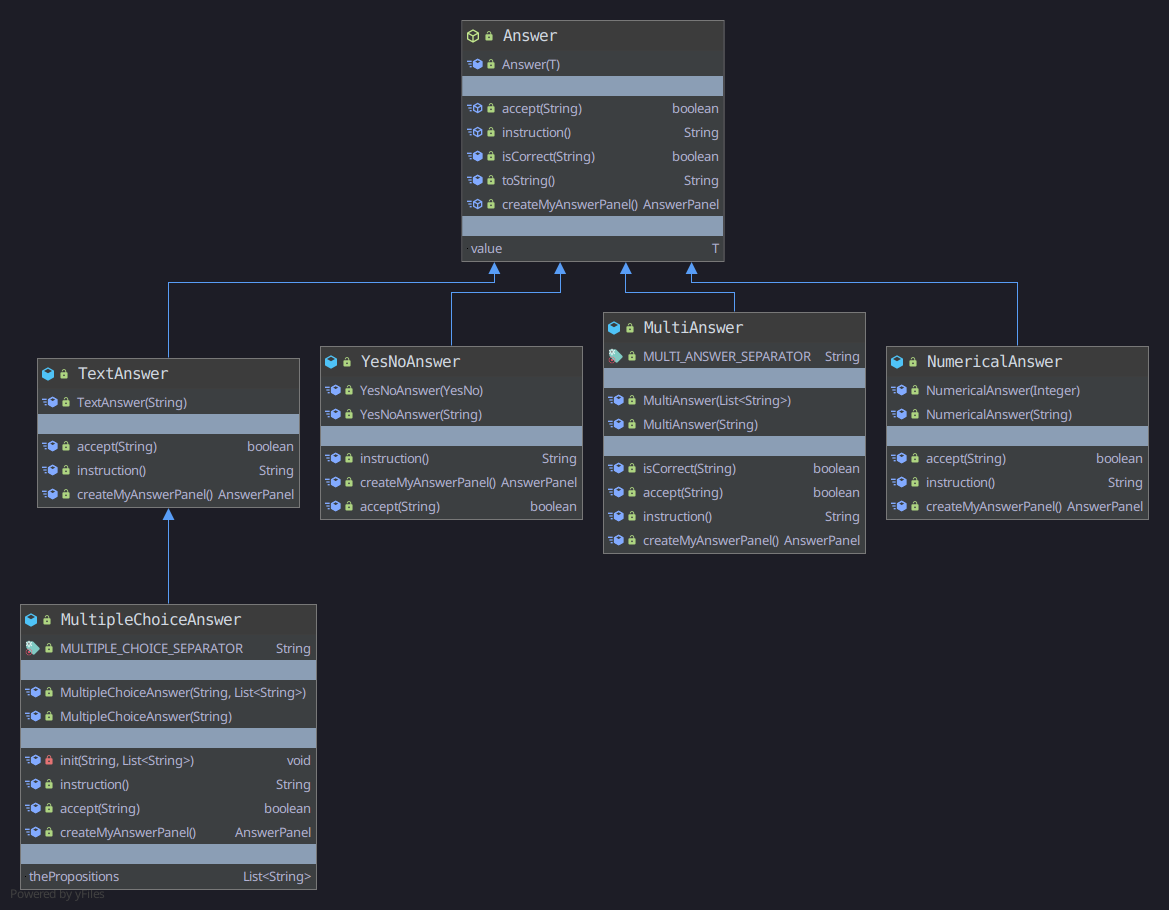 Answer
Answer(T)
accept(String) boolean
instruction() String
isCorrect(String) boolean
toString() String
createMyAnswerPanel() AnswerPanel
value T
TextAnswer
TextAnswer(String)
accept(String) boolean
instruction() String
createMyAnswerPanel() AnswerPanel
YesNoAnswer
YesNoAnswer(YesNo)
YesNoAnswer(String)
instruction() String
createMyAnswerPanel() AnswerPanel
accept(String) boolean
MultiAnswer
MULTI_ANSWER_SEPARATOR String
MultiAnswer(List<String>)
MultiAnswer(String)
isCorrect(String) boolean
accept(String) boolean
instruction() String
createMyAnswerPanel() AnswerPanel
NumericalAnswer
NumericalAnswer(Integer)
NumericalAnswer(String)
accept(String) boolean
instruction() String
createMyAnswerPanel() AnswerPanel
MultipleChoiceAnswer
MULTIPLE_CHOICE_SEPARATOR String
MultipleChoiceAnswer(String, List<String>)
MultipleChoiceAnswer(String)
init(String, List<String>) void
instruction() String
accept(String) boolean
createMyAnswerPanel() AnswerPanel
thePropositions List<String>
Powered by yFiles